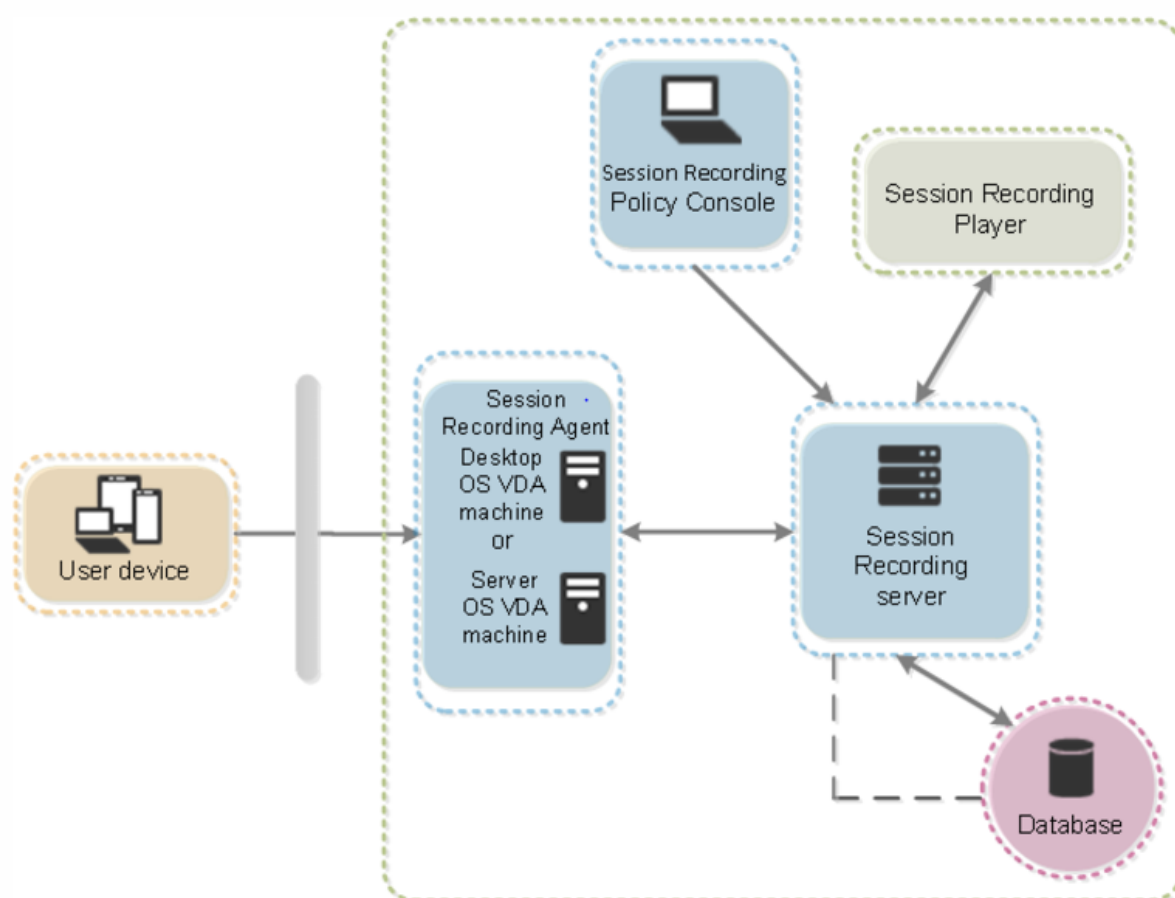 Session Recording
Policy Console
Session Recording
Player
Session
Recording Agent
Desktop
OS VDA
machine
or
Server
OS VDA
machine
User device
Session
Recording
server
Database